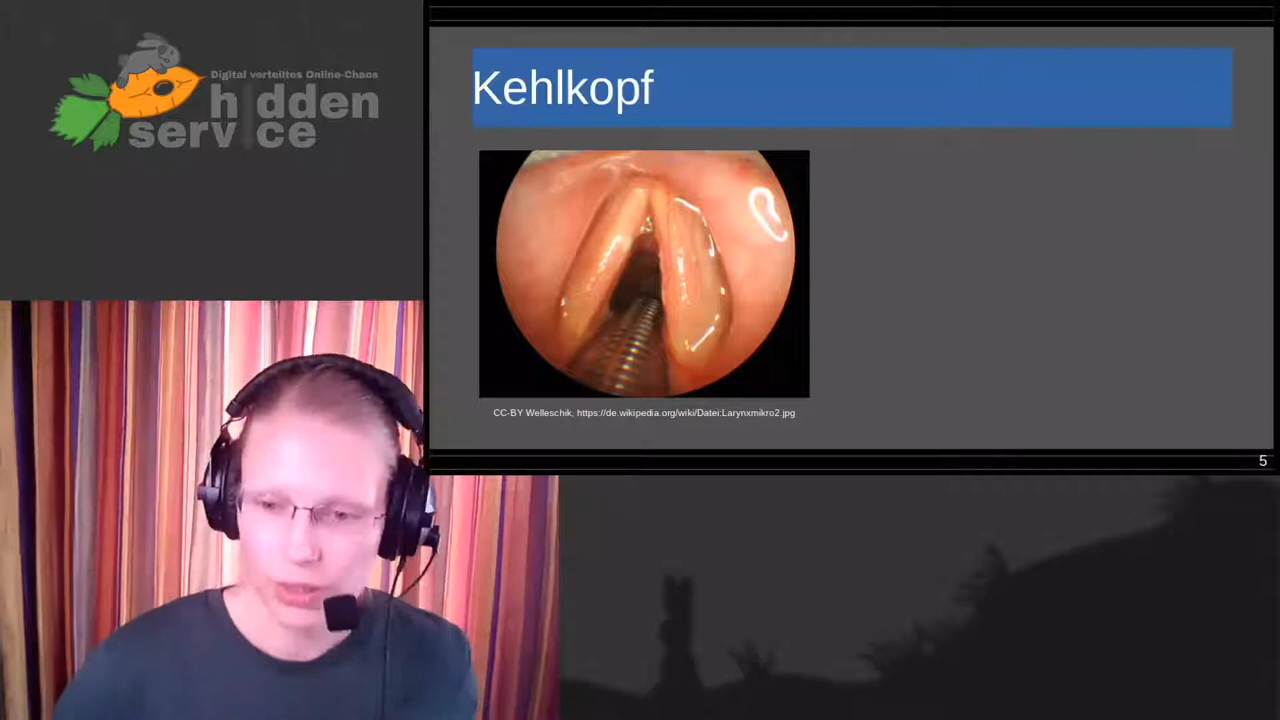 Digital verteiltes Online-Chaos
hidden
service
Kehlkopf
CC-BY Welleschik, https://de.wikipedia.org/wiki/Datei:Larynxmikro2.jpg
5